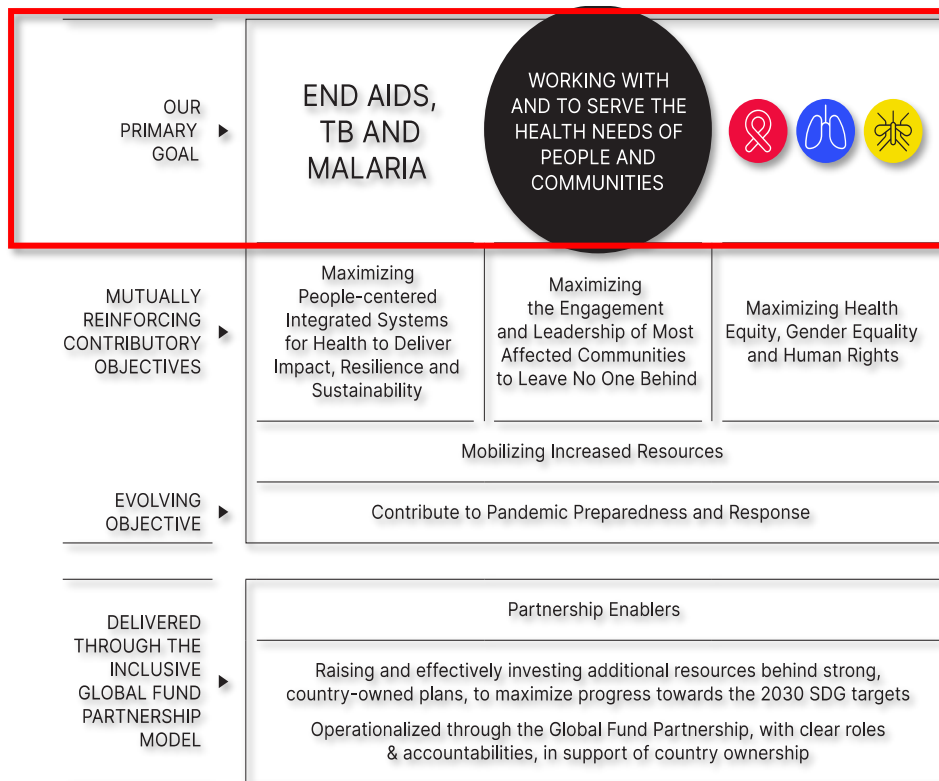 OUR
PRIMARY
GOAL
END AIDS,
TB AND
MALARIA
WORKING WITH
AND TO SERVE THE
HEALTH NEEDS OF
PEOPLE AND
COMMUNITIES
MUTUALLY
REINFORCING
CONTRIBUTORY
OBJECTIVES
Maximizing
People-centered
Integrated Systems
for Health to Deliver
Impact, Resilience and
Sustainability
Maximizing
the Engagement
and Leadership of Most
Affected Communities
to Leave No One Behind
Maximizing Health
Equity, Gender Equality
and Human Rights
Mobilizing Increased Resources
EVOLVING
OBJECTIVE
Contribute to Pandemic Preparedness and Response
DELIVERED
THROUGH THE
INCLUSIVE
GLOBAL FUND
PARTNERSHIP
MODEL
Partnership Enablers
Raising and effectively investing additional resources behind strong,
country-owned plans, to maximize progress towards the 2030 SDG targets
Operationalized through the Global Fund Partnership, with clear roles
& accountabilities, in support of country ownership